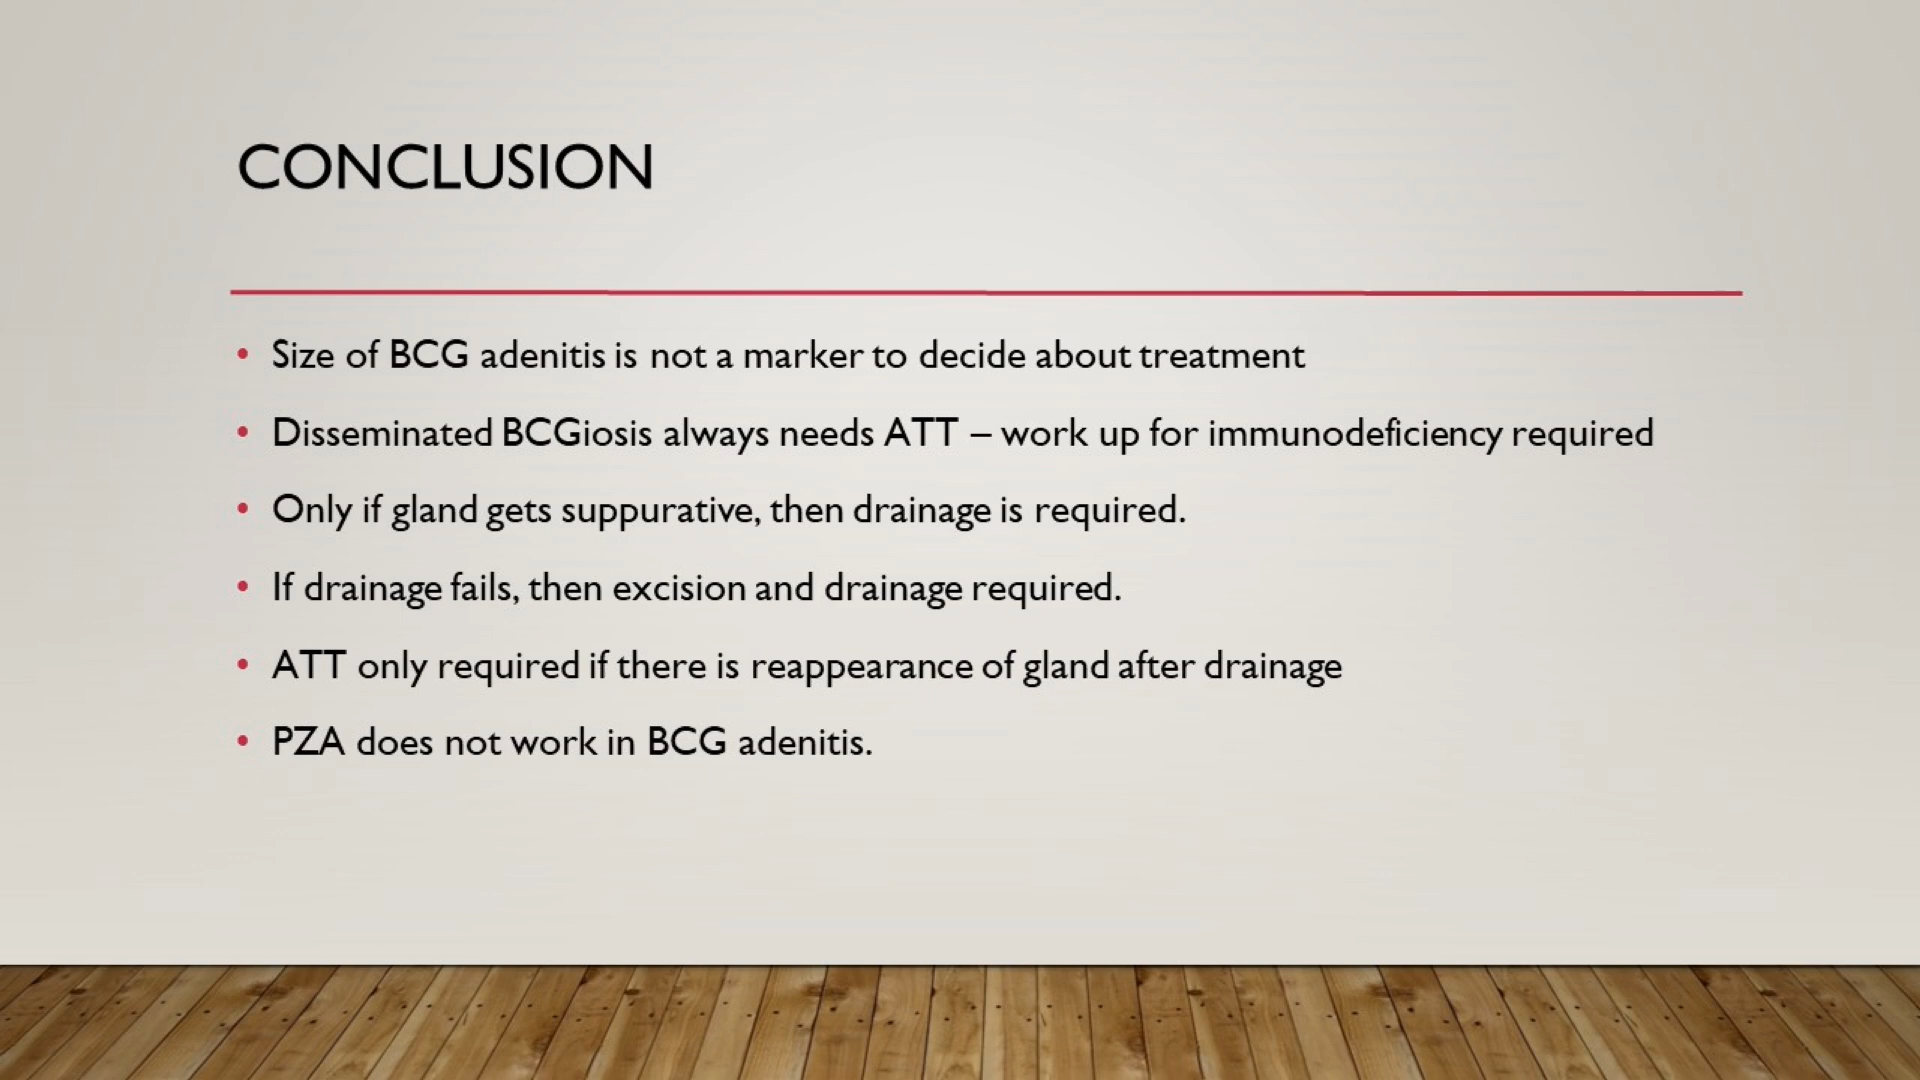 CONCLUSION
• Size of BCG adenitis is not a marker to decide about treatment
• Disseminated BCGiosis always needs ATT – work up for immunodeficiency required
• Only if gland gets suppurative, then drainage is required.
• If drainage fails, then excision and drainage required.
• ATT only required if there is reappearance of gland after drainage
• PZA does not work in BCG adenitis.